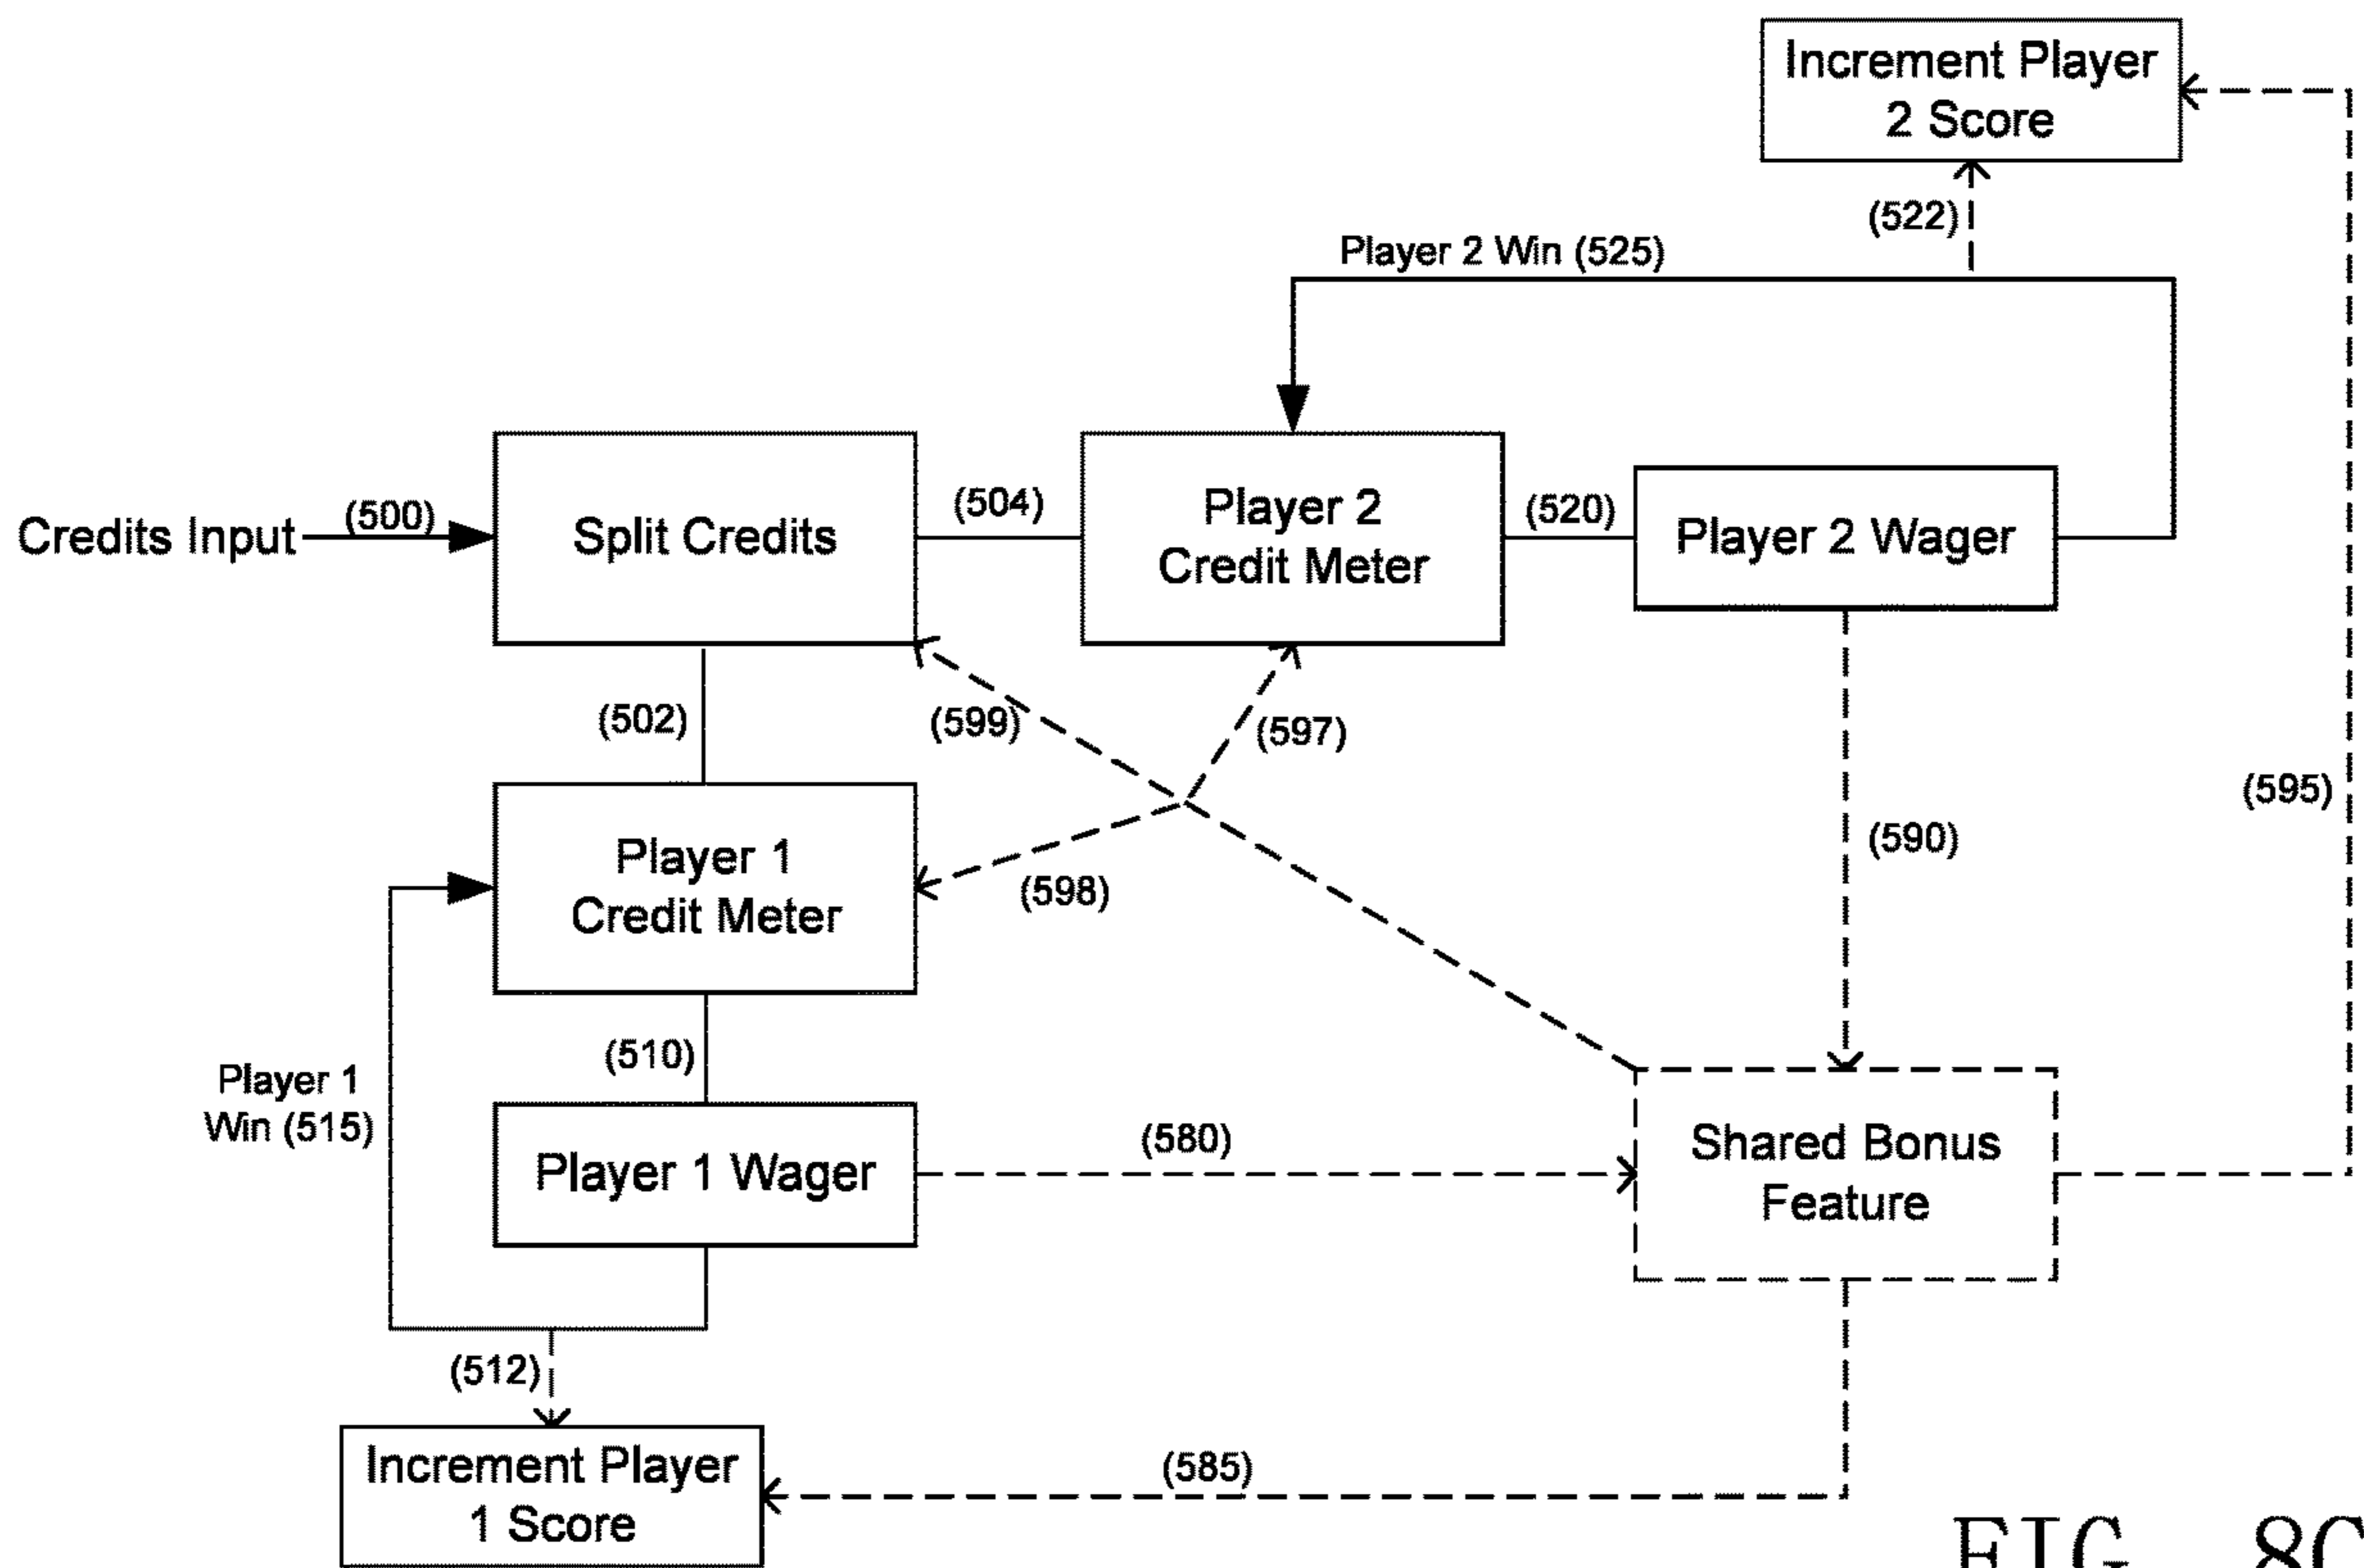 Increment Player
2 Score
(522)
Player 2 Win (525)
Credits Input
(500)
Split Credits
(504)
Player 2
Credit Meter
(520)
Player 2 Wager
(502)
(599)
(597)
(595)
(590)
Player 1
Credit Meter
(598)
(510)
Player 1
Win (515)
Player 1 Wager
(580)
Shared Bonus
Feature
(512)
Increment Player
1 Score
(585)
FIG. 8C